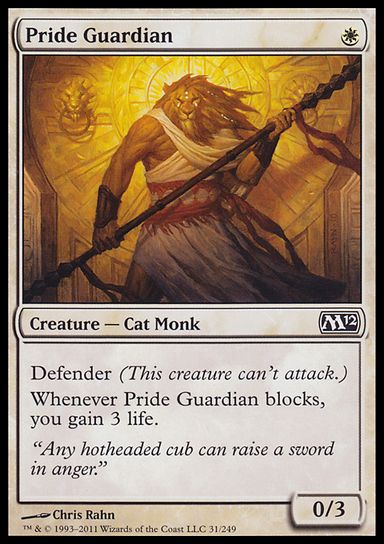 Pride Guardian
Creature — Cat Monk
M12
Defender (This creature can't attack.)
Whenever Pride Guardian blocks,
you gain 3 life.
“Any hotheaded cub can raise a sword
in anger.”
Chris Rahn
™ & © 1993–2011 Wizards of the Coast LLC 31/249
0/3